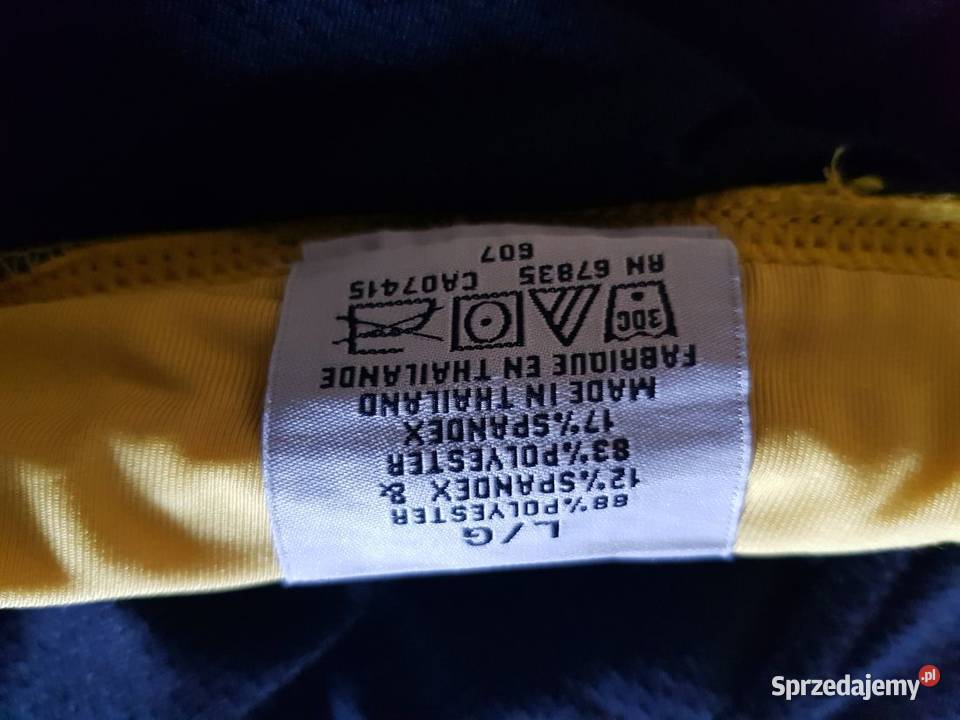 L/G
88%POLYESTER
12%SPANDEX &
83%POLYESTER
17%SPANDEX
MADE IN THAILAND
FABRIQUE EN THAILANDE
30C
RN 67835 CA07415
607
Sprzedajemy.pl